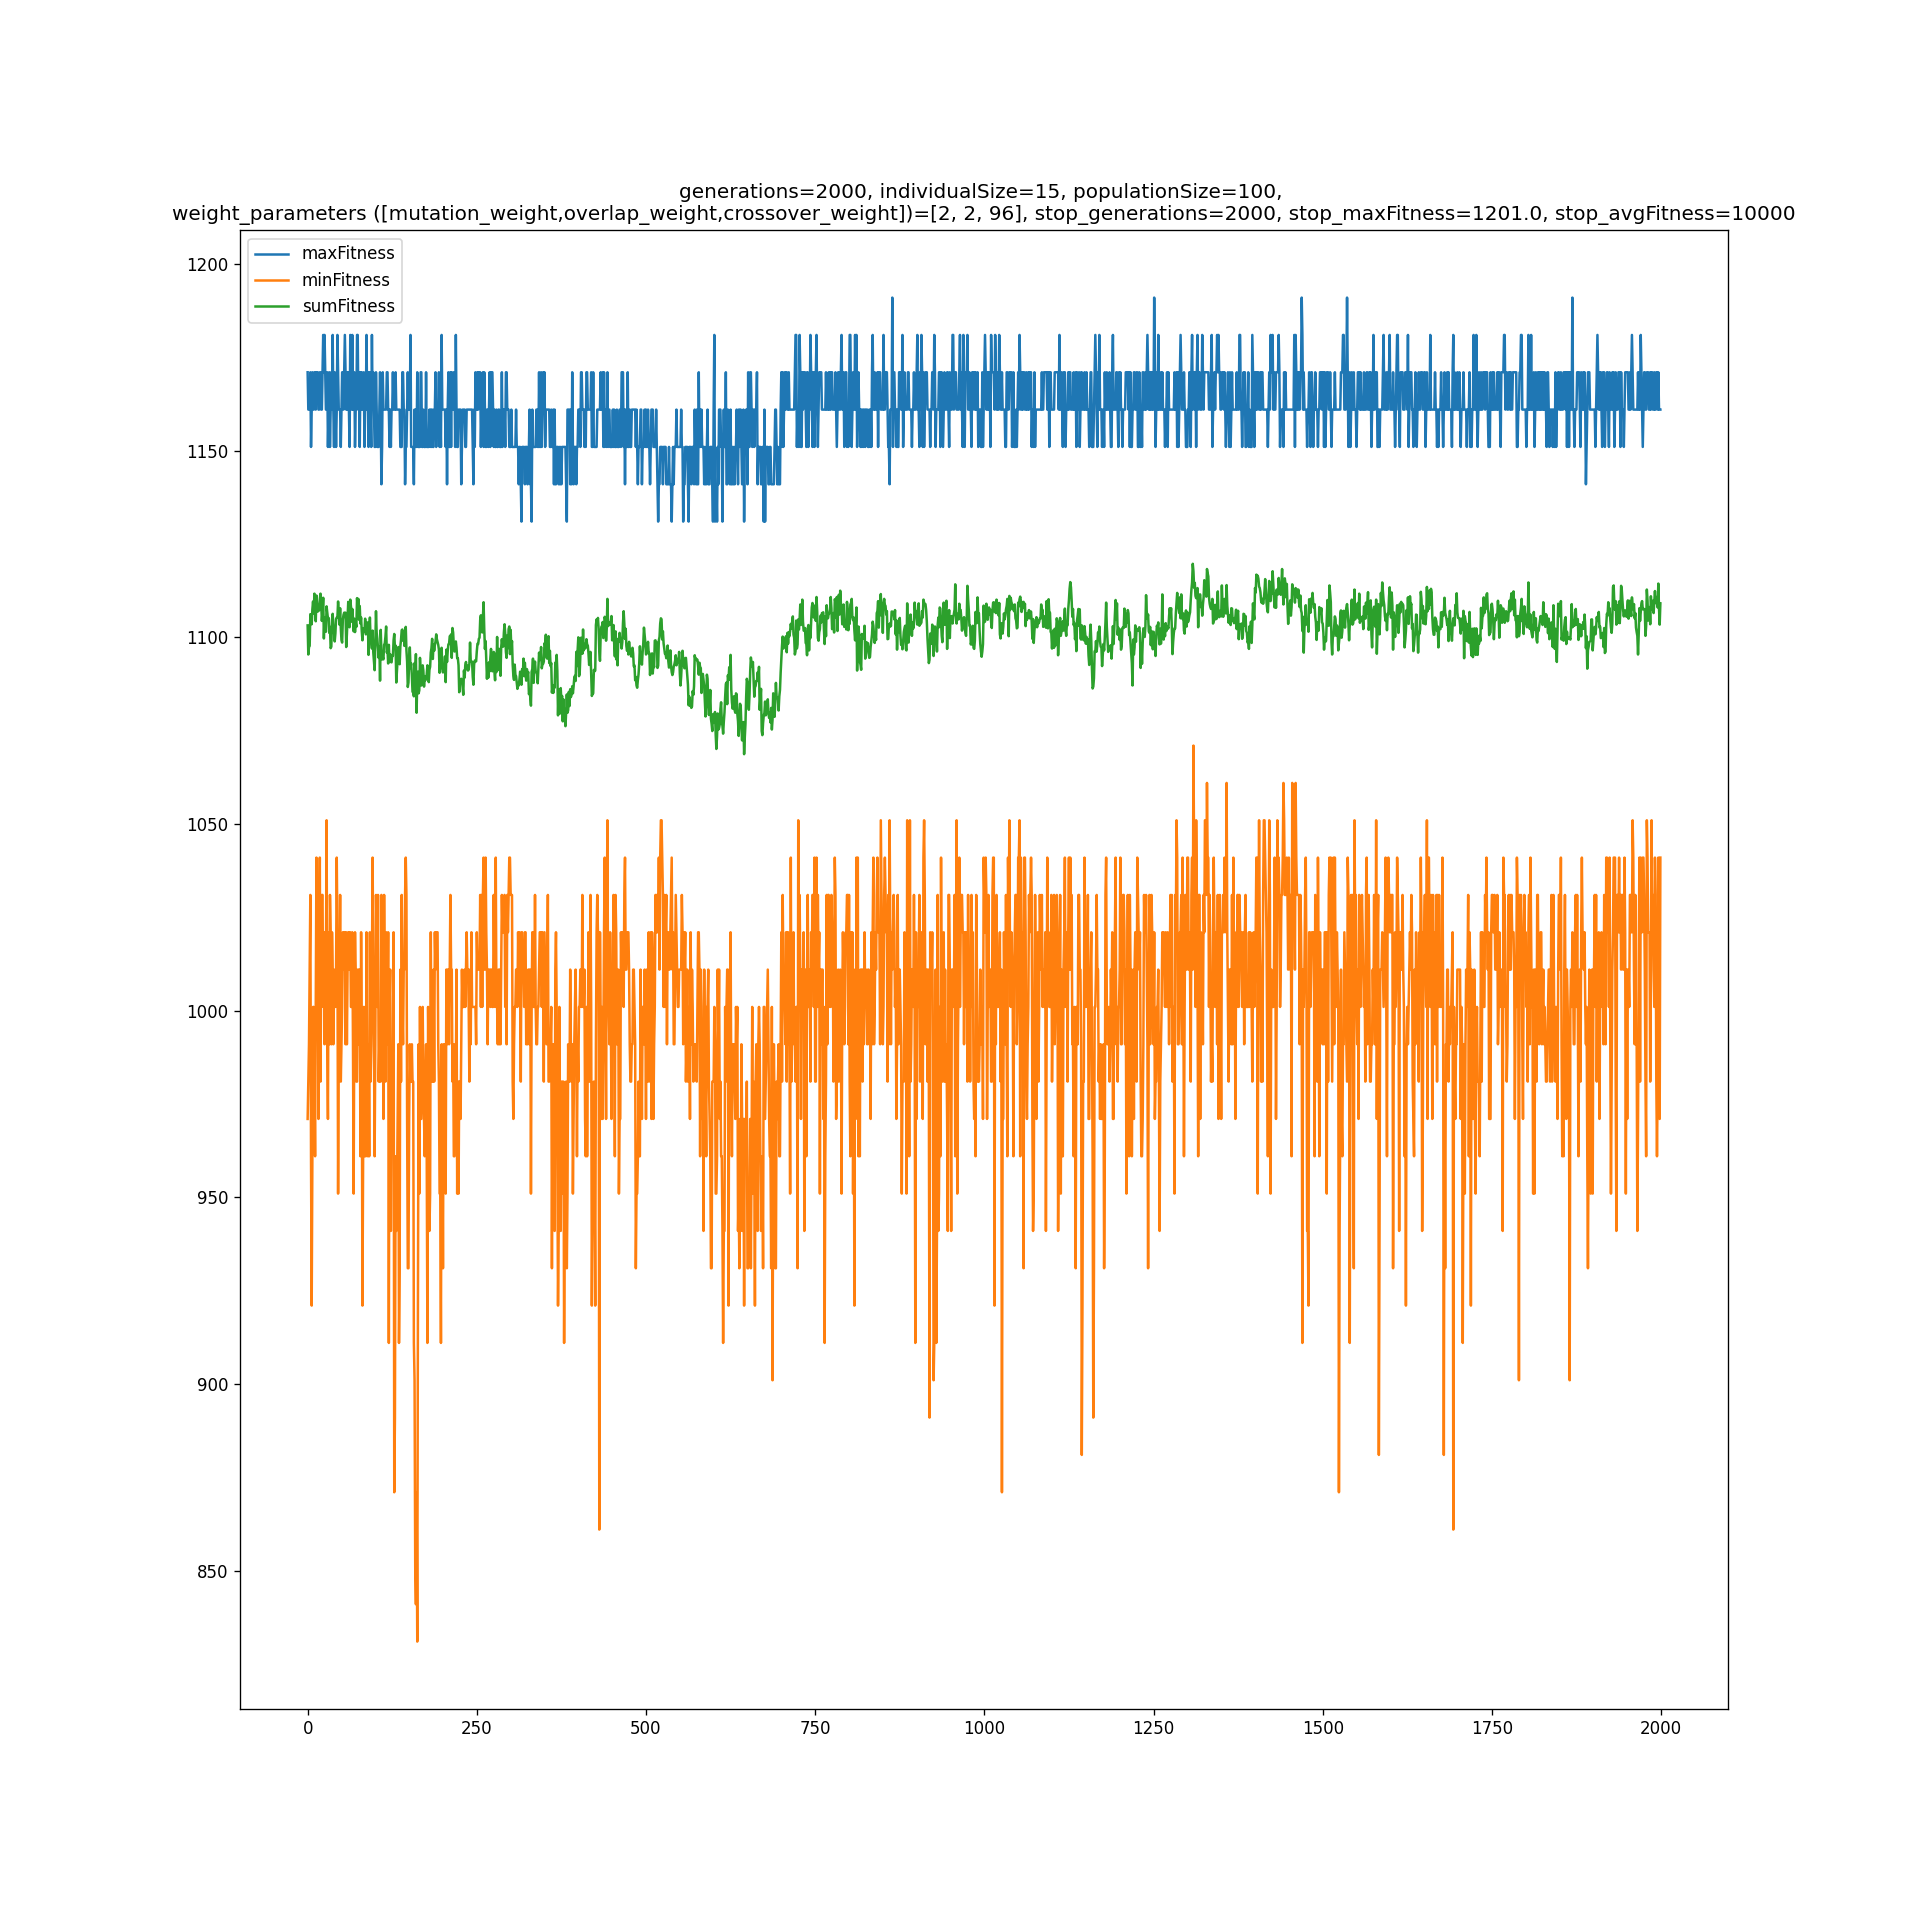 generations=2000, individualSize=15, populationSize=100,
weight_parameters ([mutation_weight,overlap_weight,crossover_weight])=[2, 2, 96], stop_generations=2000, stop_maxFitness=1201.0, stop_avgFitness=10000
maxFitness
minFitness
sumFitness
1200
1150
1100
1050
1000
950
900
850
0 250 500 750 1000 1250 1500 1750 2000